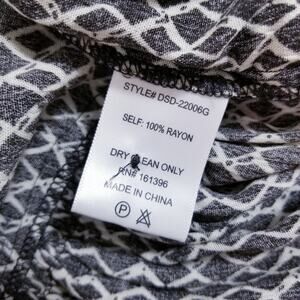 STYLE# DSD-22006G
SELF: 100% RAYON
DRY CLEAN ONLY
RN# 161396
MADE IN CHINA
P